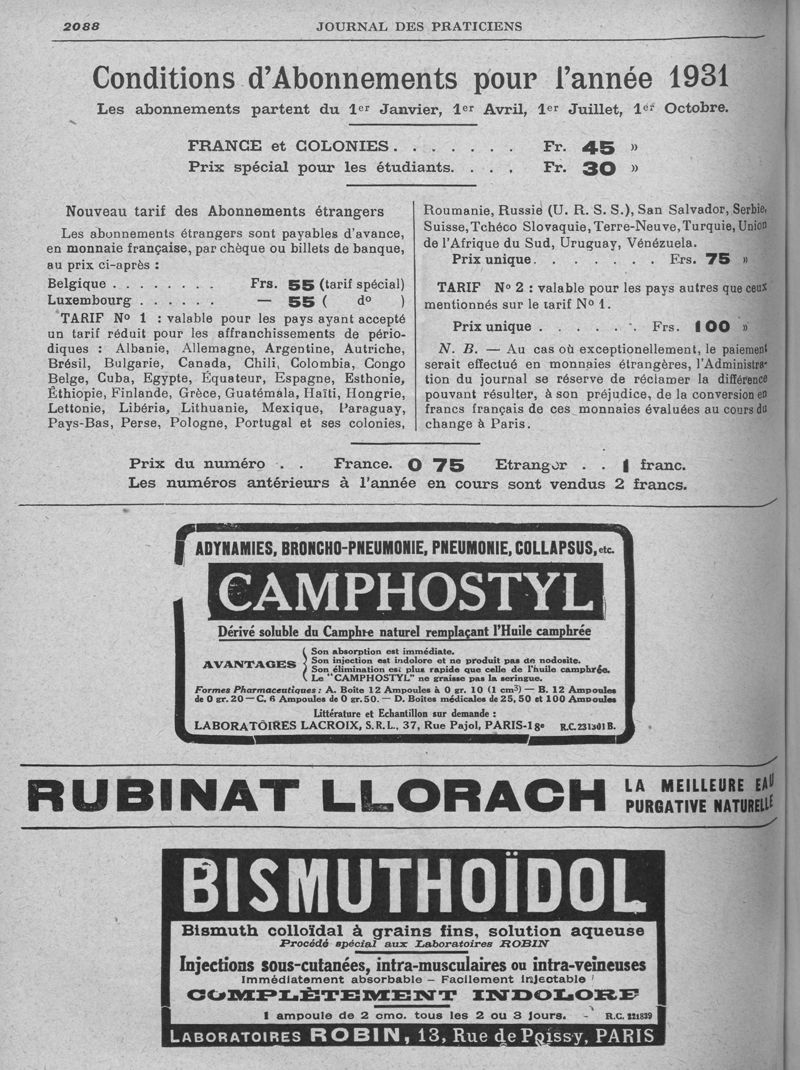 2088
JOURNAL DES PRATICIENS
Conditions d'Abonnements pour l'année 1931
Les abonnements partent du 1er Janvier, 1er Avril, 1er Juillet, 1er Octobre.
FRANCE et COLONIES. . . . . . . Fr. 45 »
Prix spécial pour les étudiants. . . . Fr. 30 »
Nouveau tarif des Abonnements étrangers
Les abonnements étrangers sont payables d'avance,
en monnaie française, par chèque ou billets de banque,
au prix ci-après :
Belgique . . . . . . . . Frs. 55 (tarif spécial)
Luxembourg . . . . . . — 55 ( do )
TARIF No 1 : valable pour les pays ayant accepté
un tarif réduit pour les affranchissements de pério-
diques : Albanie, Allemagne, Argentine, Autriche,
Brésil, Bulgarie, Canada, Chili, Colombia, Congo
Belge, Cuba, Egypte, Équateur, Espagne, Esthonie,
Éthiopie, Finlande, Grèce, Guatémala, Haïti, Hongrie,
Lettonie, Libéria, Lithuanie, Mexique, Paraguay,
Pays-Bas, Perse, Pologne, Portugal et ses colonies,
Roumanie, Russie (U. R. S. S.), San Salvador, Serbie,
Suisse, Tchéco Slovaquie, Terre-Neuve, Turquie, Union
de l'Afrique du Sud, Uruguay, Vénézuela.
Prix unique. . . . . . . . Frs. 75 »
TARIF No 2 : valable pour les pays autres que ceux
mentionnés sur le tarif No 1.
Prix unique . . . . . . . Frs. 100 »
N. B. — Au cas où exceptionellement, le paiement
serait effectué en monnaies étrangères, l'Administra-
tion du journal se réserve de réclamer la différence
pouvant résulter, à son préjudice, de la conversion en
francs français de ces monnaies évaluées au cours du
change à Paris.
Prix du numéro . . France. 0 75 Etranger . . 1 franc.
Les numéros antérieurs à l'année en cours sont vendus 2 francs.
ADYNAMIES, BRONCHO-PNEUMONIE, PNEUMONIE, COLLAPSUS, etc.
CAMPHOSTYL
Dérivé soluble du Camphre naturel remplaçant l'Huile camphrée
AVANTAGES
Son absorption est immédiate.
Son injection est indolore et ne produit pas de nodosite.
Son élimination est plus rapide que celle de l'huile camphrée.
Le "CAMPHOSTYL" ne graisse pas la seringue.
Formes Pharmaceutiques : A. Boîte 12 Ampoules à 0 gr. 10 (1 cm3) — B. 12 Ampoules
de 0 gr. 20 — C. 6 Ampoules de 0 gr. 50. — D. Boîtes médicales de 25, 50 et 100 Ampoules
Littérature et Echantillon sur demande :
LABORATOIRES LACROIX, S.R.L., 37, Rue Pajol, PARIS-18e R.C. 231501 B.
RUBINAT LLORACH
LA MEILLEURE EAU
PURGATIVE NATURELLE
BISMUTHOÏDOL
Bismuth colloïdal à grains fins, solution aqueuse
Procédé spécial aux Laboratoires ROBIN
Injections sous-cutanées, intra-musculaires ou intra-veineuses
Immédiatement absorbable - Facilement injectable
COMPLÈTEMENT INDOLORE
1 ampoule de 2 cmc. tous les 2 ou 3 jours. - R.C. 221839
LABORATOIRES ROBIN, 13, Rue de Poissy, PARIS